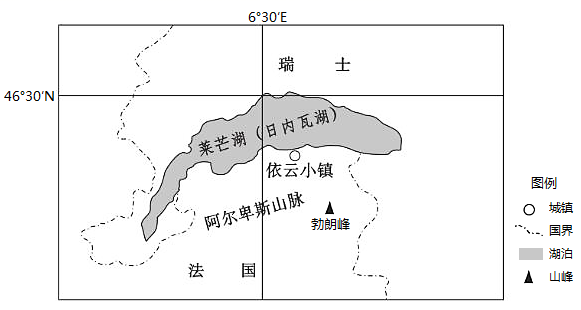 6°30′E
瑞 士
46°30′N
莱芒湖（日内瓦湖）
依云小镇
阿尔卑斯山脉
勃朗峰
法 国
图例
城镇
国界
湖泊
山峰